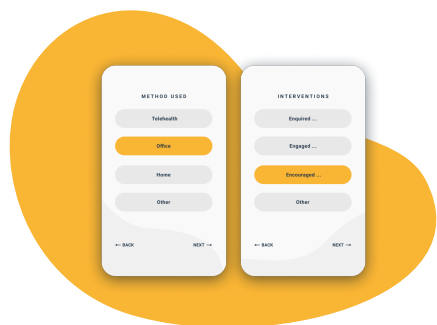 METHOD USED
Telehealth
Office
Home
Other
← BACK
NEXT →
INTERVENTIONS
Enquired ...
Engaged ...
Encouraged ...
Other
← BACK
NEXT →